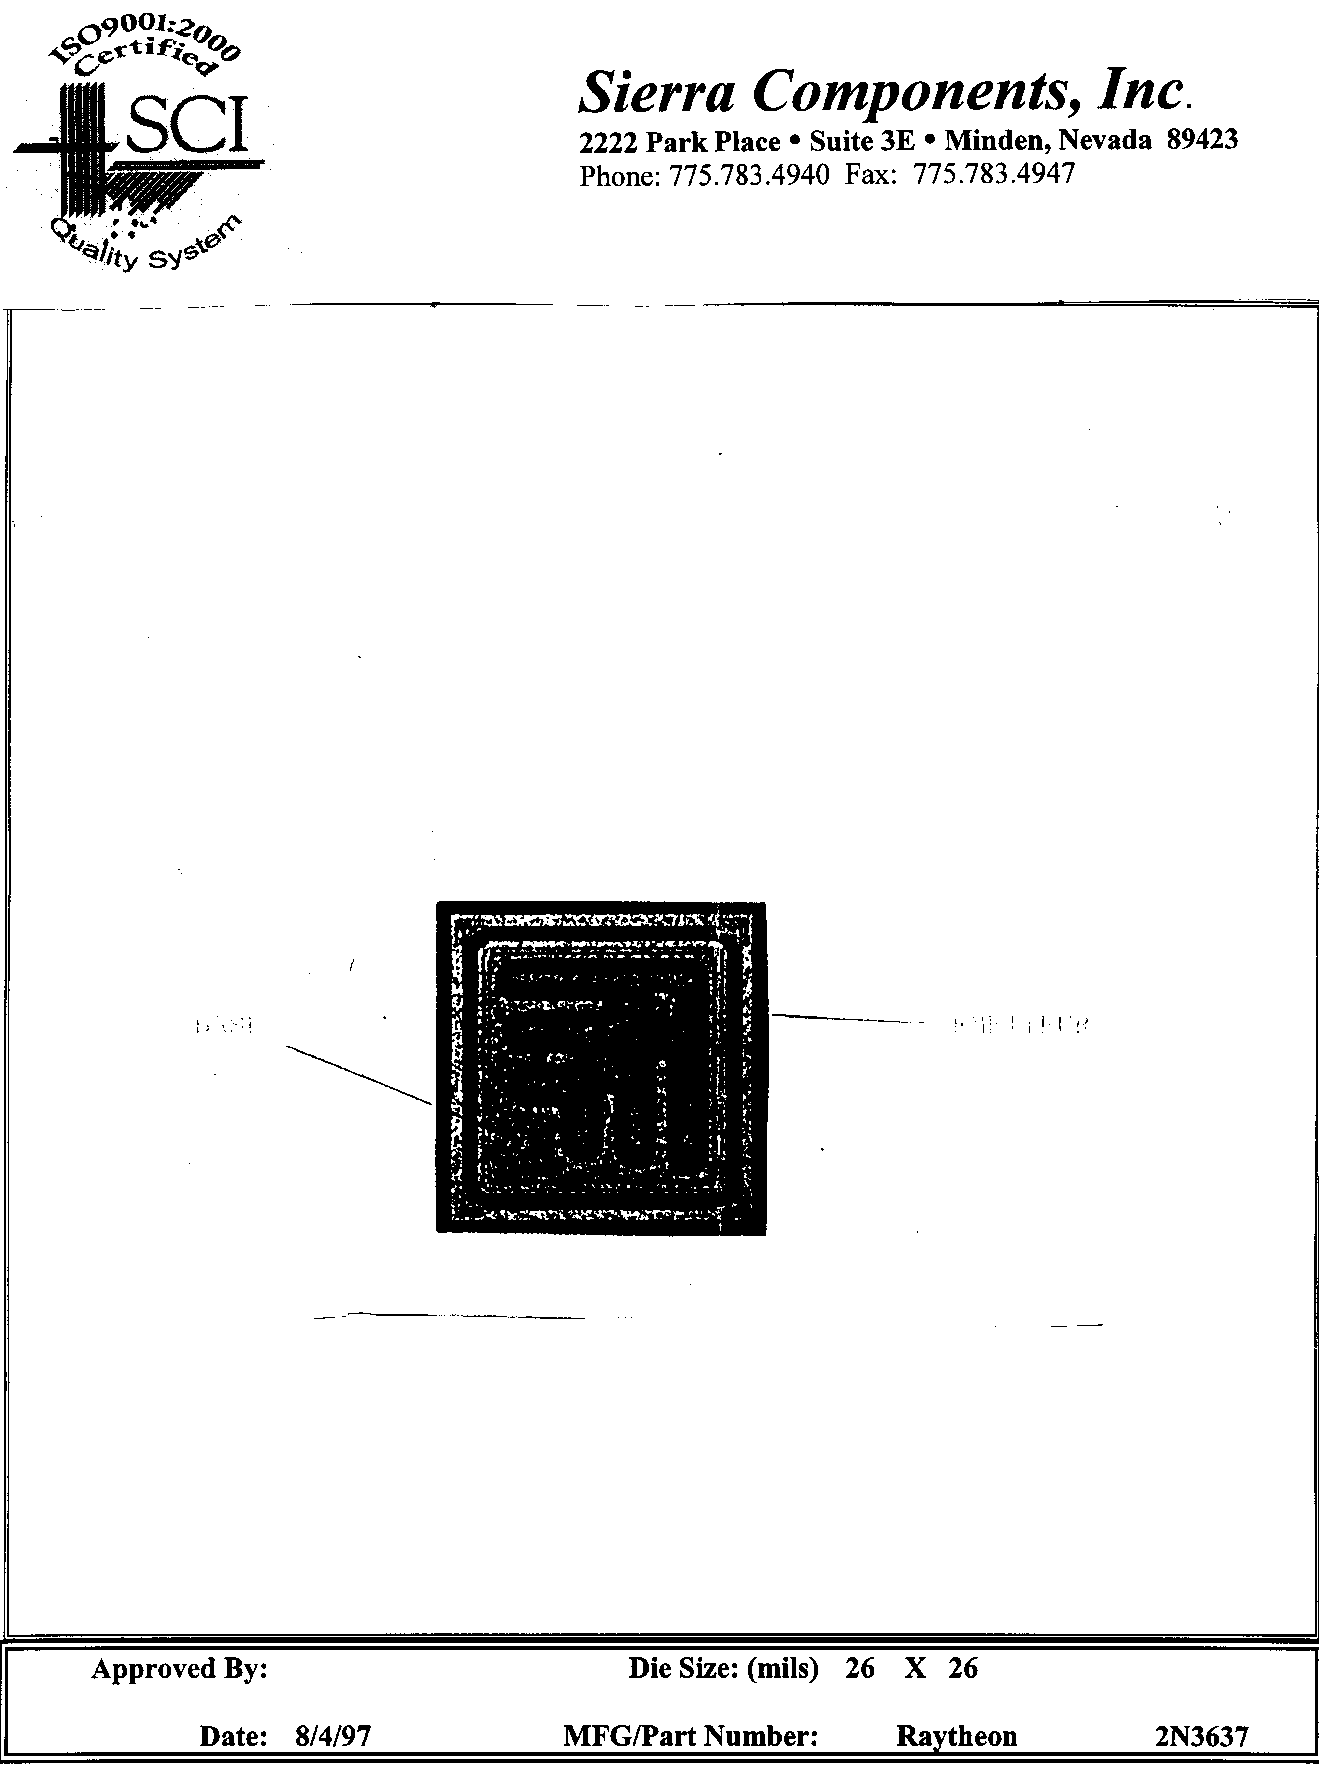 ISO9001:2000
Certified
SCI
Quality System
Sierra Components, Inc.
2222 Park Place • Suite 3E • Minden, Nevada 89423
Phone: 775.783.4940 Fax: 775.783.4947
Approved By:
Die Size: (mils) 26 X 26
Date: 8/4/97
MFG/Part Number: Raytheon 2N3637